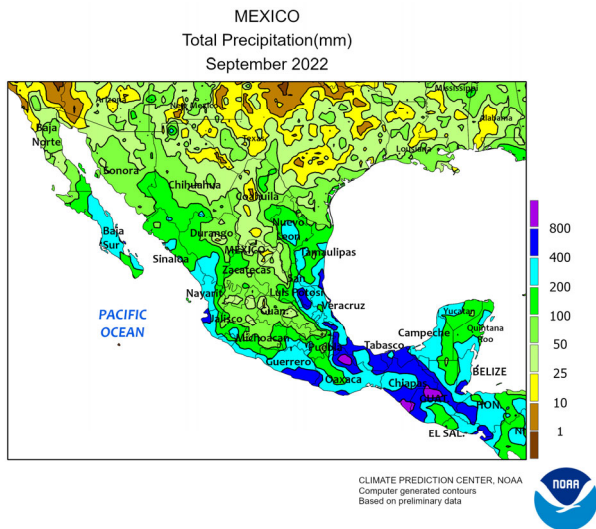 MEXICO
Total Precipitation(mm)
September 2022
Arizona
New Mexico
Mississippi
Alabama
Texas
Louisiana
Baja
Norte
Sonora
Chihuahua
Coahuila
Nuevo
Leon
Baja
Sur
Durango
MEXICO
Tamaulipas
Sinaloa
Zacatecas
San
Luis Potosi
Nayarit
Veracruz
Jalisco
Guan.
PACIFIC
OCEAN
Michoacan
Puebla
Guerrero
Oaxaca
Tabasco
Campeche
Yucatan
Quintana
Roo
Chiapas
BELIZE
GUAT.
HON.
EL SAL.
800
400
200
100
50
25
10
1
CLIMATE PREDICTION CENTER, NOAA
Computer generated contours
Based on preliminary data
NOAA